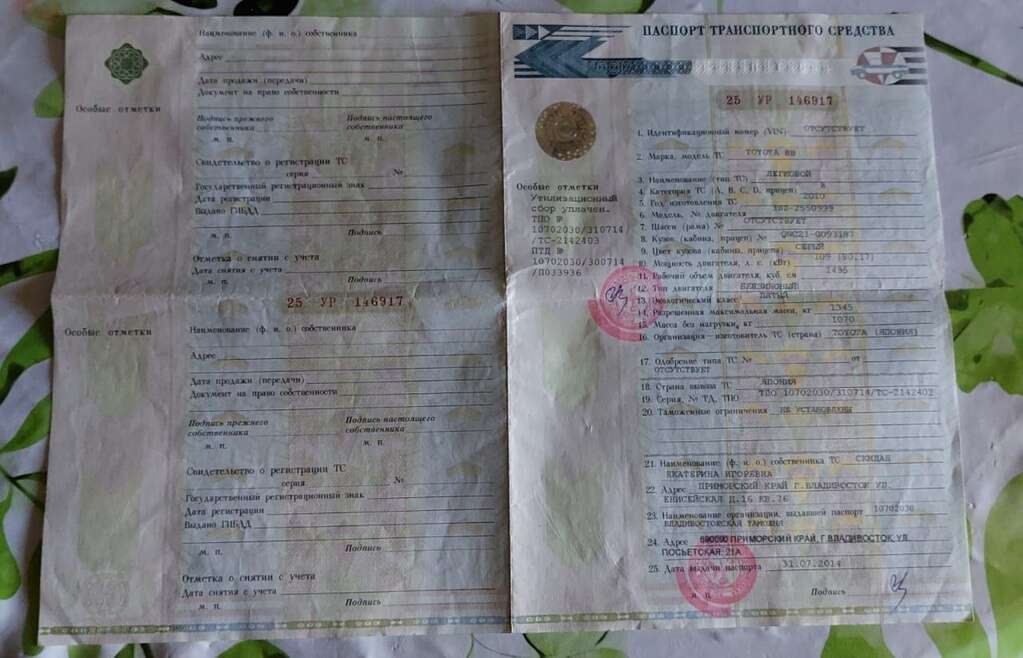 Наименование (ф. и. о.) собственника
Адрес
Дата продажи (передачи)
Документ на право собственности
Особые отметки
Подпись прежнего собственника
Подпись настоящего собственника
м. п.
м. п.
Свидетельство о регистрации ТС
серия №
Государственный регистрационный знак
Дата регистрации
Выдано ГИБДД
м. п. Подпись
Отметка о снятии с учета
Дата снятия с учета
м. п. Подпись
25 УР 146917
Особые отметки
Наименование (ф. и. о.) собственника
Адрес
Дата продажи (передачи)
Документ на право собственности
Подпись прежнего собственника
Подпись настоящего собственника
м. п.
м. п.
Свидетельство о регистрации ТС
серия №
Государственный регистрационный знак
Дата регистрации
Выдано ГИБДД
м. п. Подпись
Отметка о снятии с учета
Дата снятия с учета
м. п. Подпись
ПАСПОРТ ТРАНСПОРТНОГО СРЕДСТВА
25 УР 146917
Особые отметки
Утилизационный
сбор уплачен.
ТПО №
10702030/310714
/ТС-2142403
ПТД №
10702030/300714
/П033936
1. Идентификационный номер (VIN) ОТСУТСТВУЕТ
2. Марка, модель ТС TOYOTA BB
3. Наименование (тип ТС) ЛЕГКОВОЙ
4. Категория ТС (А, В, С, D, прицеп) B
5. Год изготовления ТС 2010
6. Модель, № двигателя
7. Шасси (рама) № ОТСУТСТВУЕТ
8. Кузов (кабина, прицеп) №
9. Цвет кузова (кабины, прицепа) СЕРЫЙ
10. Мощность двигателя, л. с. (кВт) 109 (80.17)
11. Рабочий объем двигателя, куб. см 1495
12. Тип двигателя БЕНЗИНОВЫЙ
13. Экологический класс ПЯТЫЙ
14. Разрешенная максимальная масса, кг 1345
15. Масса без нагрузки, кг 1070
16. Организация-изготовитель ТС (страна) TOYOTA (ЯПОНИЯ)
17. Одобрение типа ТС № от
ОТСУТСТВУЕТ
18. Страна вывоза ТС ЯПОНИЯ
19. Серия, № ТД, ТПО ТПО 10702030/310714/ТС-2142402
20. Таможенные ограничения НЕ УСТАНОВЛЕНЫ
21. Наименование (ф. и. о.) собственника ТС СКИДАН
ЕКАТЕРИНА ИГОРЕВНА
22. Адрес ПРИМОРСКИЙ КРАЙ Г.ВЛАДИВОСТОК УЛ
ЕНИСЕЙСКАЯ Д.16 КВ.26
23. Наименование организации, выдавшей паспорт 10702030
ВЛАДИВОСТОКСКАЯ ТАМОЖНЯ
24. Адрес 690090 ПРИМОРСКИЙ КРАЙ, Г.ВЛАДИВОСТОК, УЛ.
ПОСЬЕТСКАЯ, 21А
25. Дата выдачи паспорта 31.07.2014
м. п. Подпись